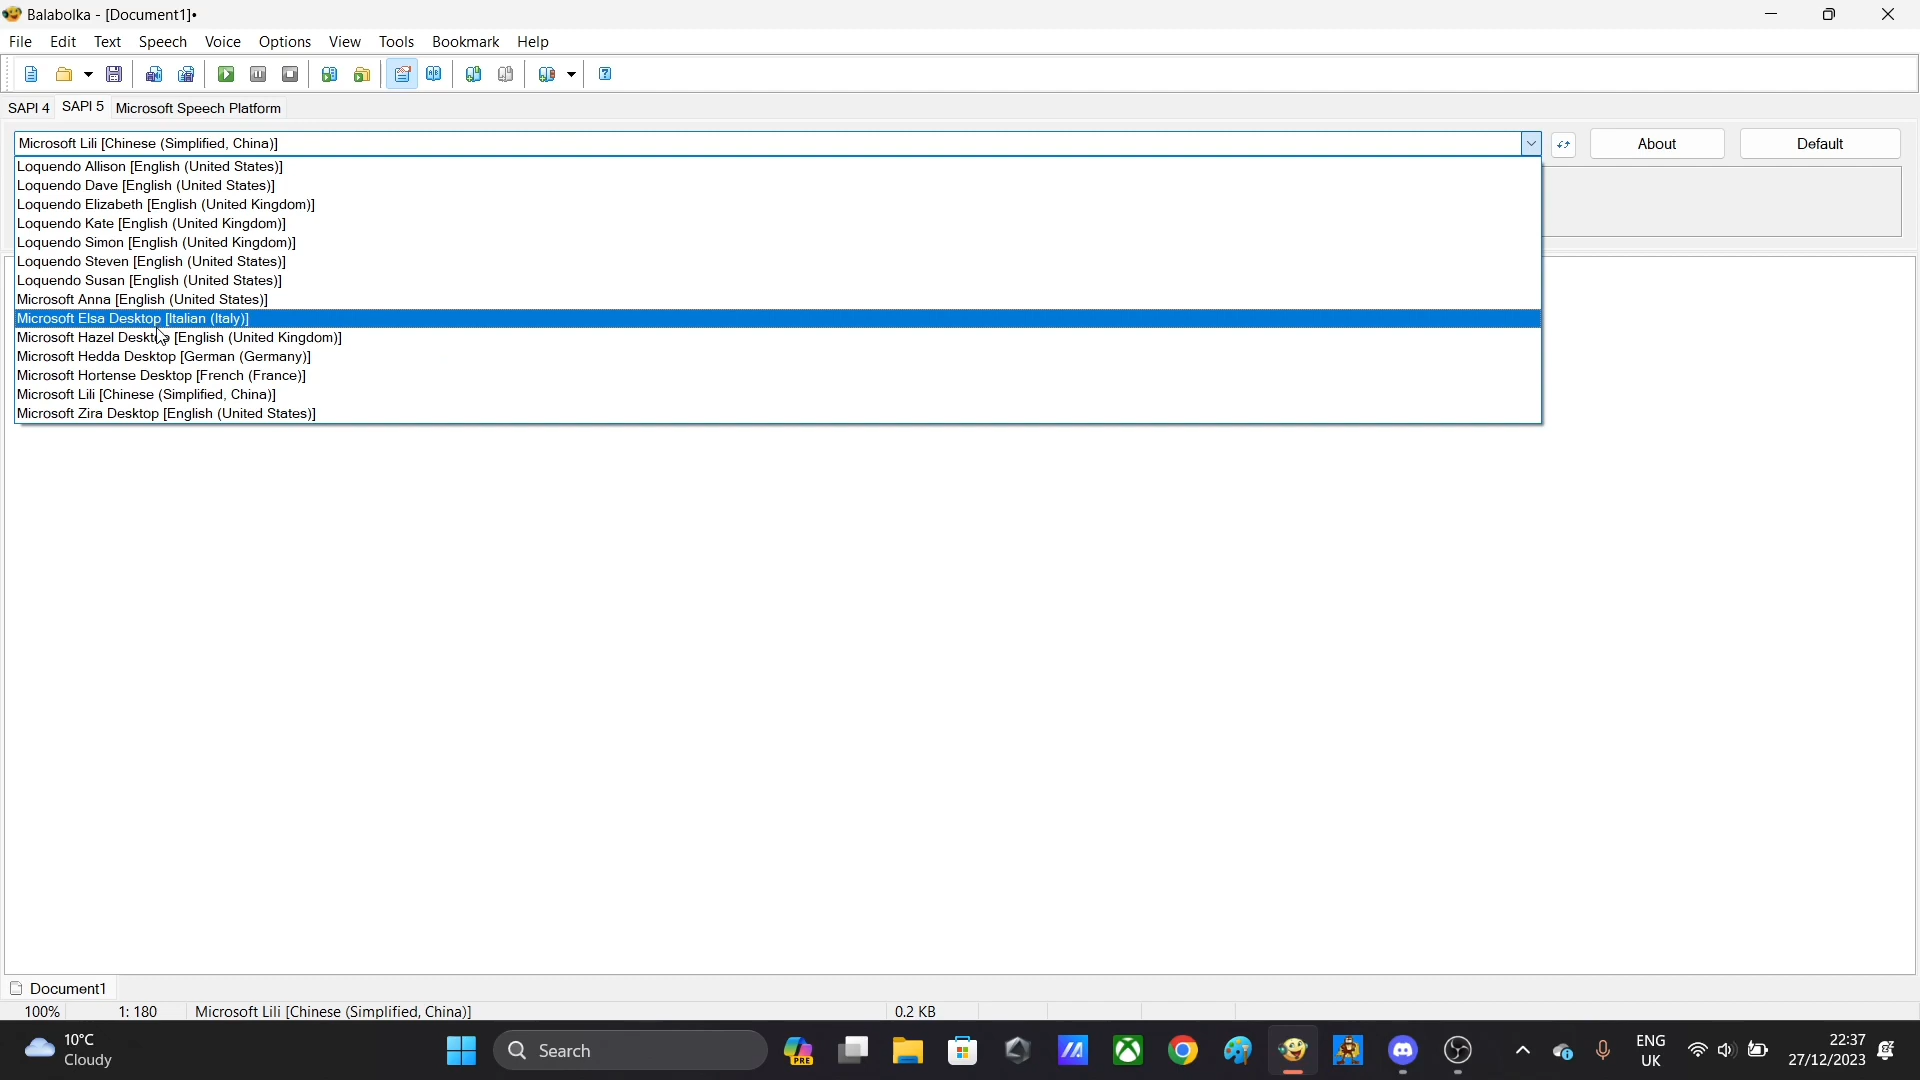 Balabolka - [Document1]•
File Edit Text Speech Voice Options View Tools Bookmark Help
SAPI 4 SAPI 5 Microsoft Speech Platform
Microsoft Lili [Chinese (Simplified, China)]
About Default
Loquendo Allison [English (United States)]
Loquendo Dave [English (United States)]
Loquendo Elizabeth [English (United Kingdom)]
Loquendo Kate [English (United Kingdom)]
Loquendo Simon [English (United Kingdom)]
Loquendo Steven [English (United States)]
Loquendo Susan [English (United States)]
Microsoft Anna [English (United States)]
Microsoft Elsa Desktop [Italian (Italy)]
Microsoft Hazel Desktop [English (United Kingdom)]
Microsoft Hedda Desktop [German (Germany)]
Microsoft Hortense Desktop [French (France)]
Microsoft Lili [Chinese (Simplified, China)]
Microsoft Zira Desktop [English (United States)]
Document1
100% 1: 180 Microsoft Lili [Chinese (Simplified, China)] 0.2 KB
10°C
Cloudy
Search
PRE
ENG
UK
22:37
27/12/2023